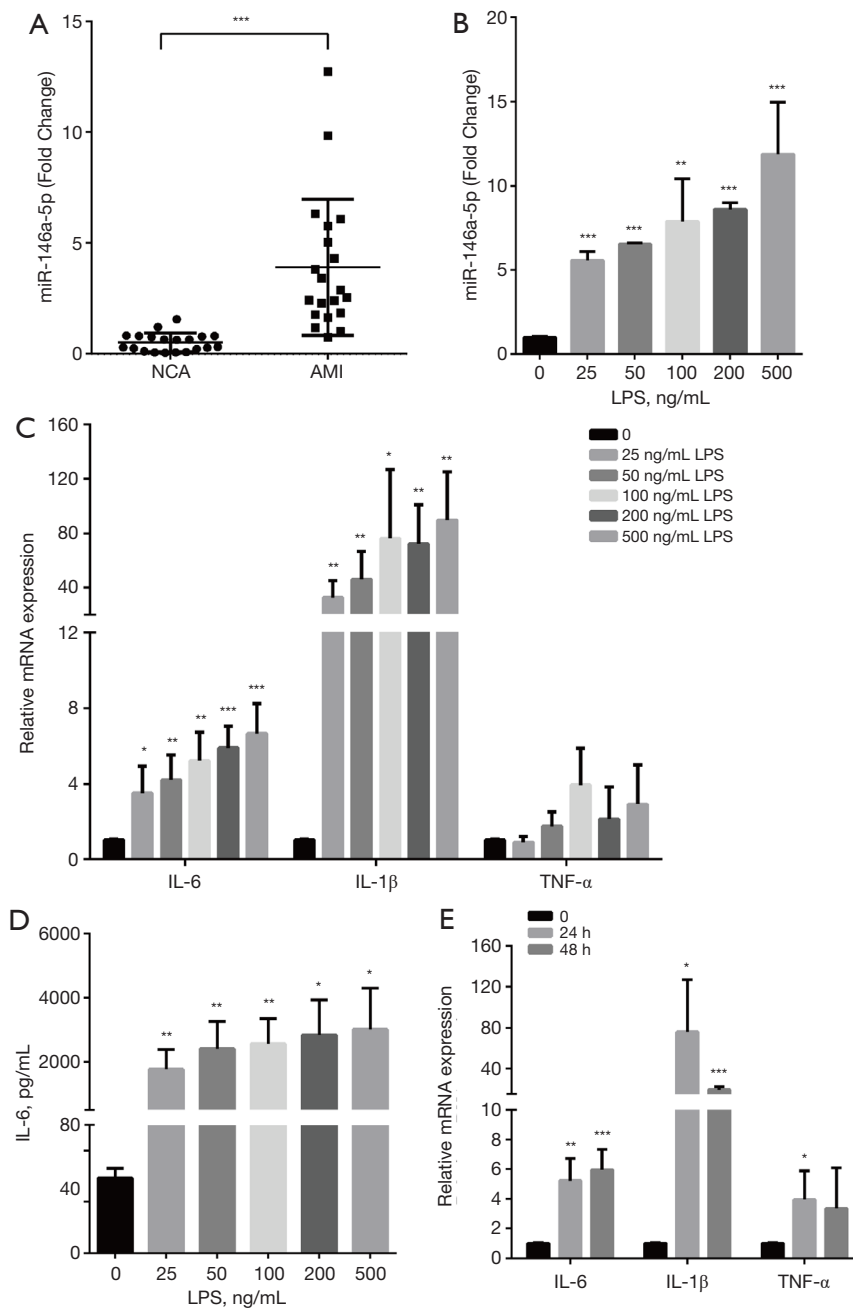 A
15
10
5
0
miR-146a-5p (Fold Change)
***
NCA
AMI
B
20
15
10
5
0
miR-146a-5p (Fold Change)
***
***
**
***
***
0 25 50 100 200 500
LPS, ng/mL
C
160
120
80
40
12
8
4
0
Relative mRNA expression
* ** ** *** ***
** ** * ** **
IL-6
IL-1β
TNF-α
0
25 ng/mL LPS
50 ng/mL LPS
100 ng/mL LPS
200 ng/mL LPS
500 ng/mL LPS
D
6000
4000
2000
80
40
0
IL-6, pg/mL
** ** ** * *
0 25 50 100 200 500
LPS, ng/mL
E
0
24 h
48 h
160
120
80
40
10
8
6
4
2
0
Relative mRNA expression
** ***
* ***
*
IL-6
IL-1β
TNF-α